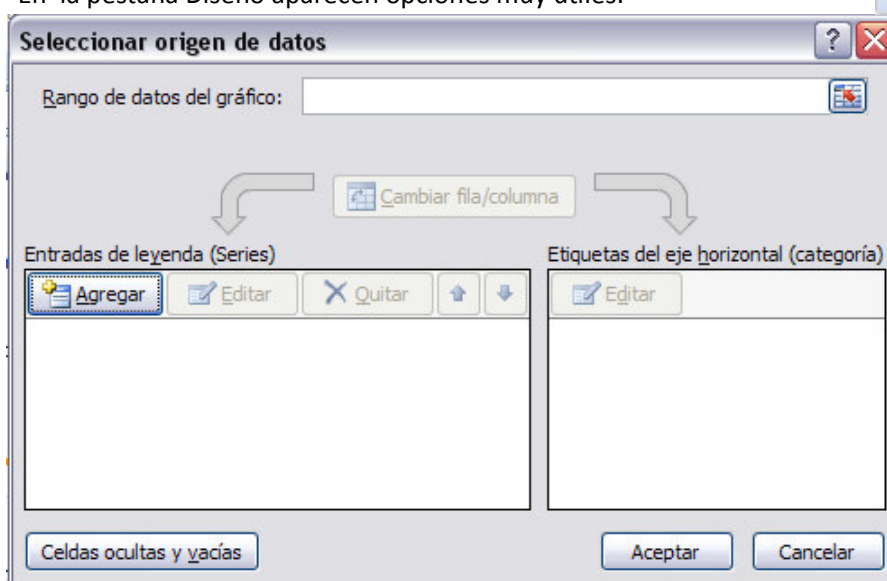 En la pestaña Diseño aparecen opciones muy útiles.
Seleccionar origen de datos
Rango de datos del gráfico:
Cambiar fila/columna
Entradas de leyenda (Series)
Etiquetas del eje horizontal (categoría)
Agregar Editar Quitar
Editar
Celdas ocultas y vacías
Aceptar Cancelar